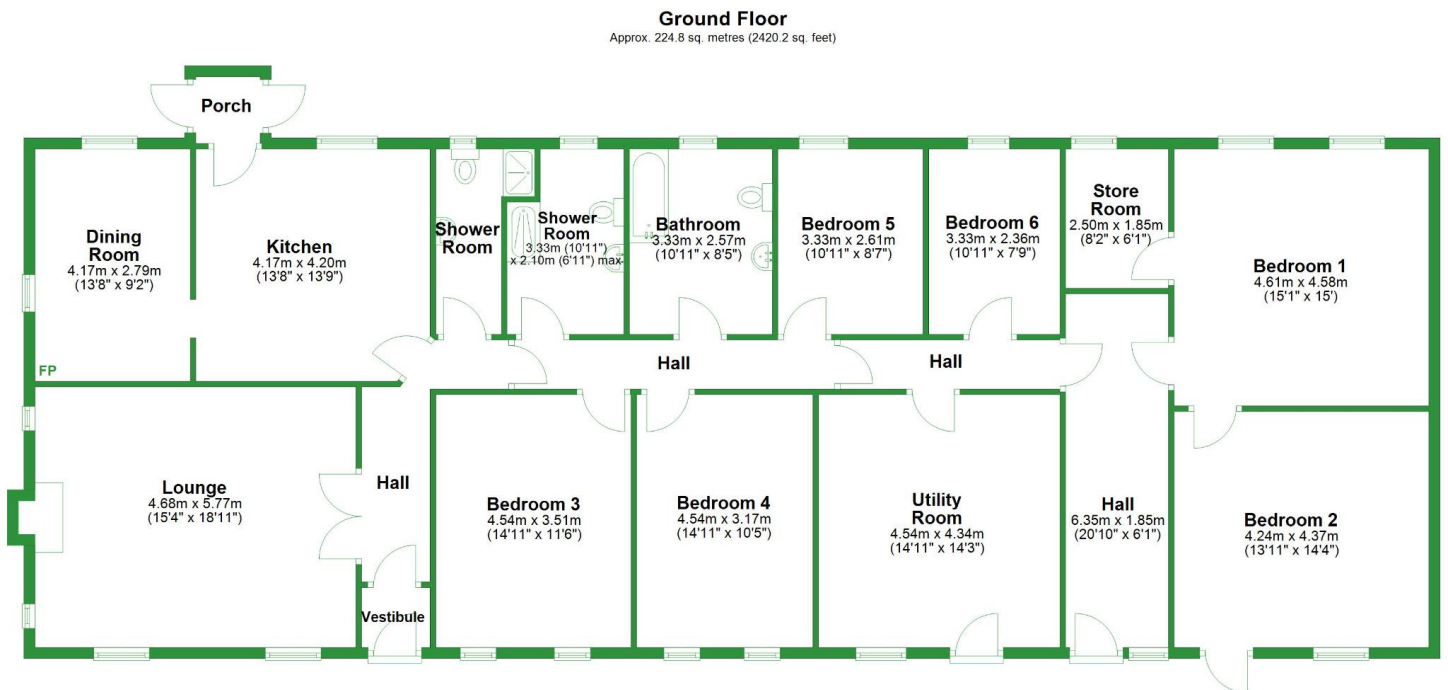 Ground Floor
Approx. 224.8 sq. metres (2420.2 sq. feet)
Porch
Dining
Room
4.17m x 2.79m
(13'8" x 9'2")
FP
Kitchen
4.17m x 4.20m
(13'8" x 13'9")
Shower
Room
Shower
Room
3.33m (10'11")
x 2.10m (6'11") max
Bathroom
3.33m x 2.57m
(10'11" x 8'5")
Bedroom 5
3.33m x 2.61m
(10'11" x 8'7")
Bedroom 6
3.33m x 2.36m
(10'11" x 7'9")
Store
Room
2.50m x 1.85m
(8'2" x 6'1")
Bedroom 1
4.61m x 4.58m
(15'1" x 15')
Hall
Hall
Lounge
4.68m x 5.77m
(15'4" x 18'11")
Hall
Vestibule
Bedroom 3
4.54m x 3.51m
(14'11" x 11'6")
Bedroom 4
4.54m x 3.17m
(14'11" x 10'5")
Utility
Room
4.54m x 4.34m
(14'11" x 14'3")
Hall
6.35m x 1.85m
(20'10" x 6'1")
Bedroom 2
4.24m x 4.37m
(13'11" x 14'4")